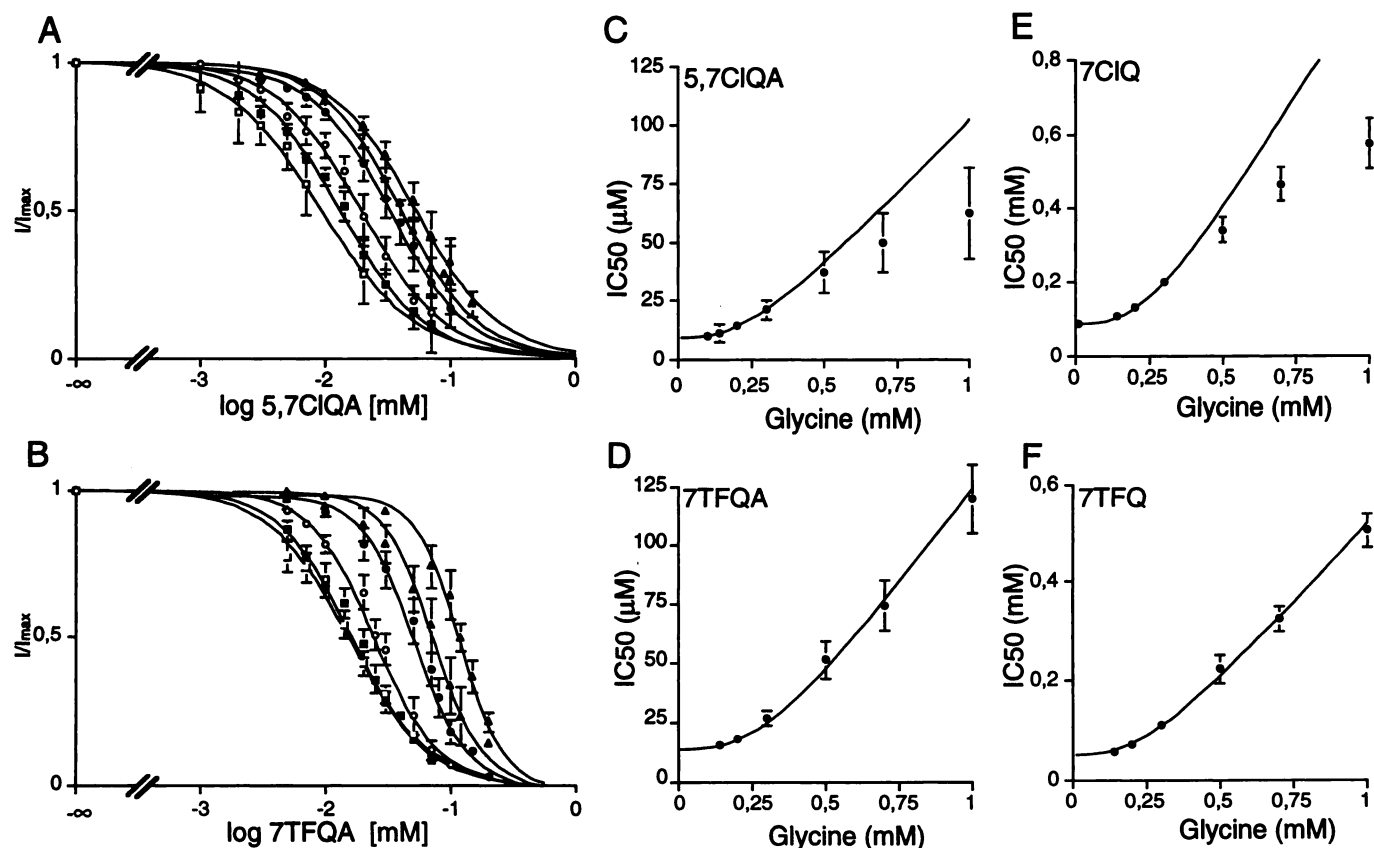 A
1
0,5
0
I/Imax
-∞
-3
-2
-1
0
log 5,7ClQA [mM]
B
1
0,5
0
I/Imax
-∞
-3
-2
-1
0
log 7TFQA [mM]
C
5,7ClQA
125
100
75
50
25
0
IC50 (µM)
0
0,25
0,5
0,75
1
Glycine (mM)
D
7TFQA
125
100
75
50
25
0
IC50 (µM)
0
0,25
0,5
0,75
1
Glycine (mM)
E
7ClQ
0,8
0,6
0,4
0,2
0
IC50 (mM)
0
0,25
0,5
0,75
1
Glycine (mM)
F
7TFQ
0,6
0,4
0,2
0
IC50 (mM)
0
0,25
0,5
0,75
1
Glycine (mM)